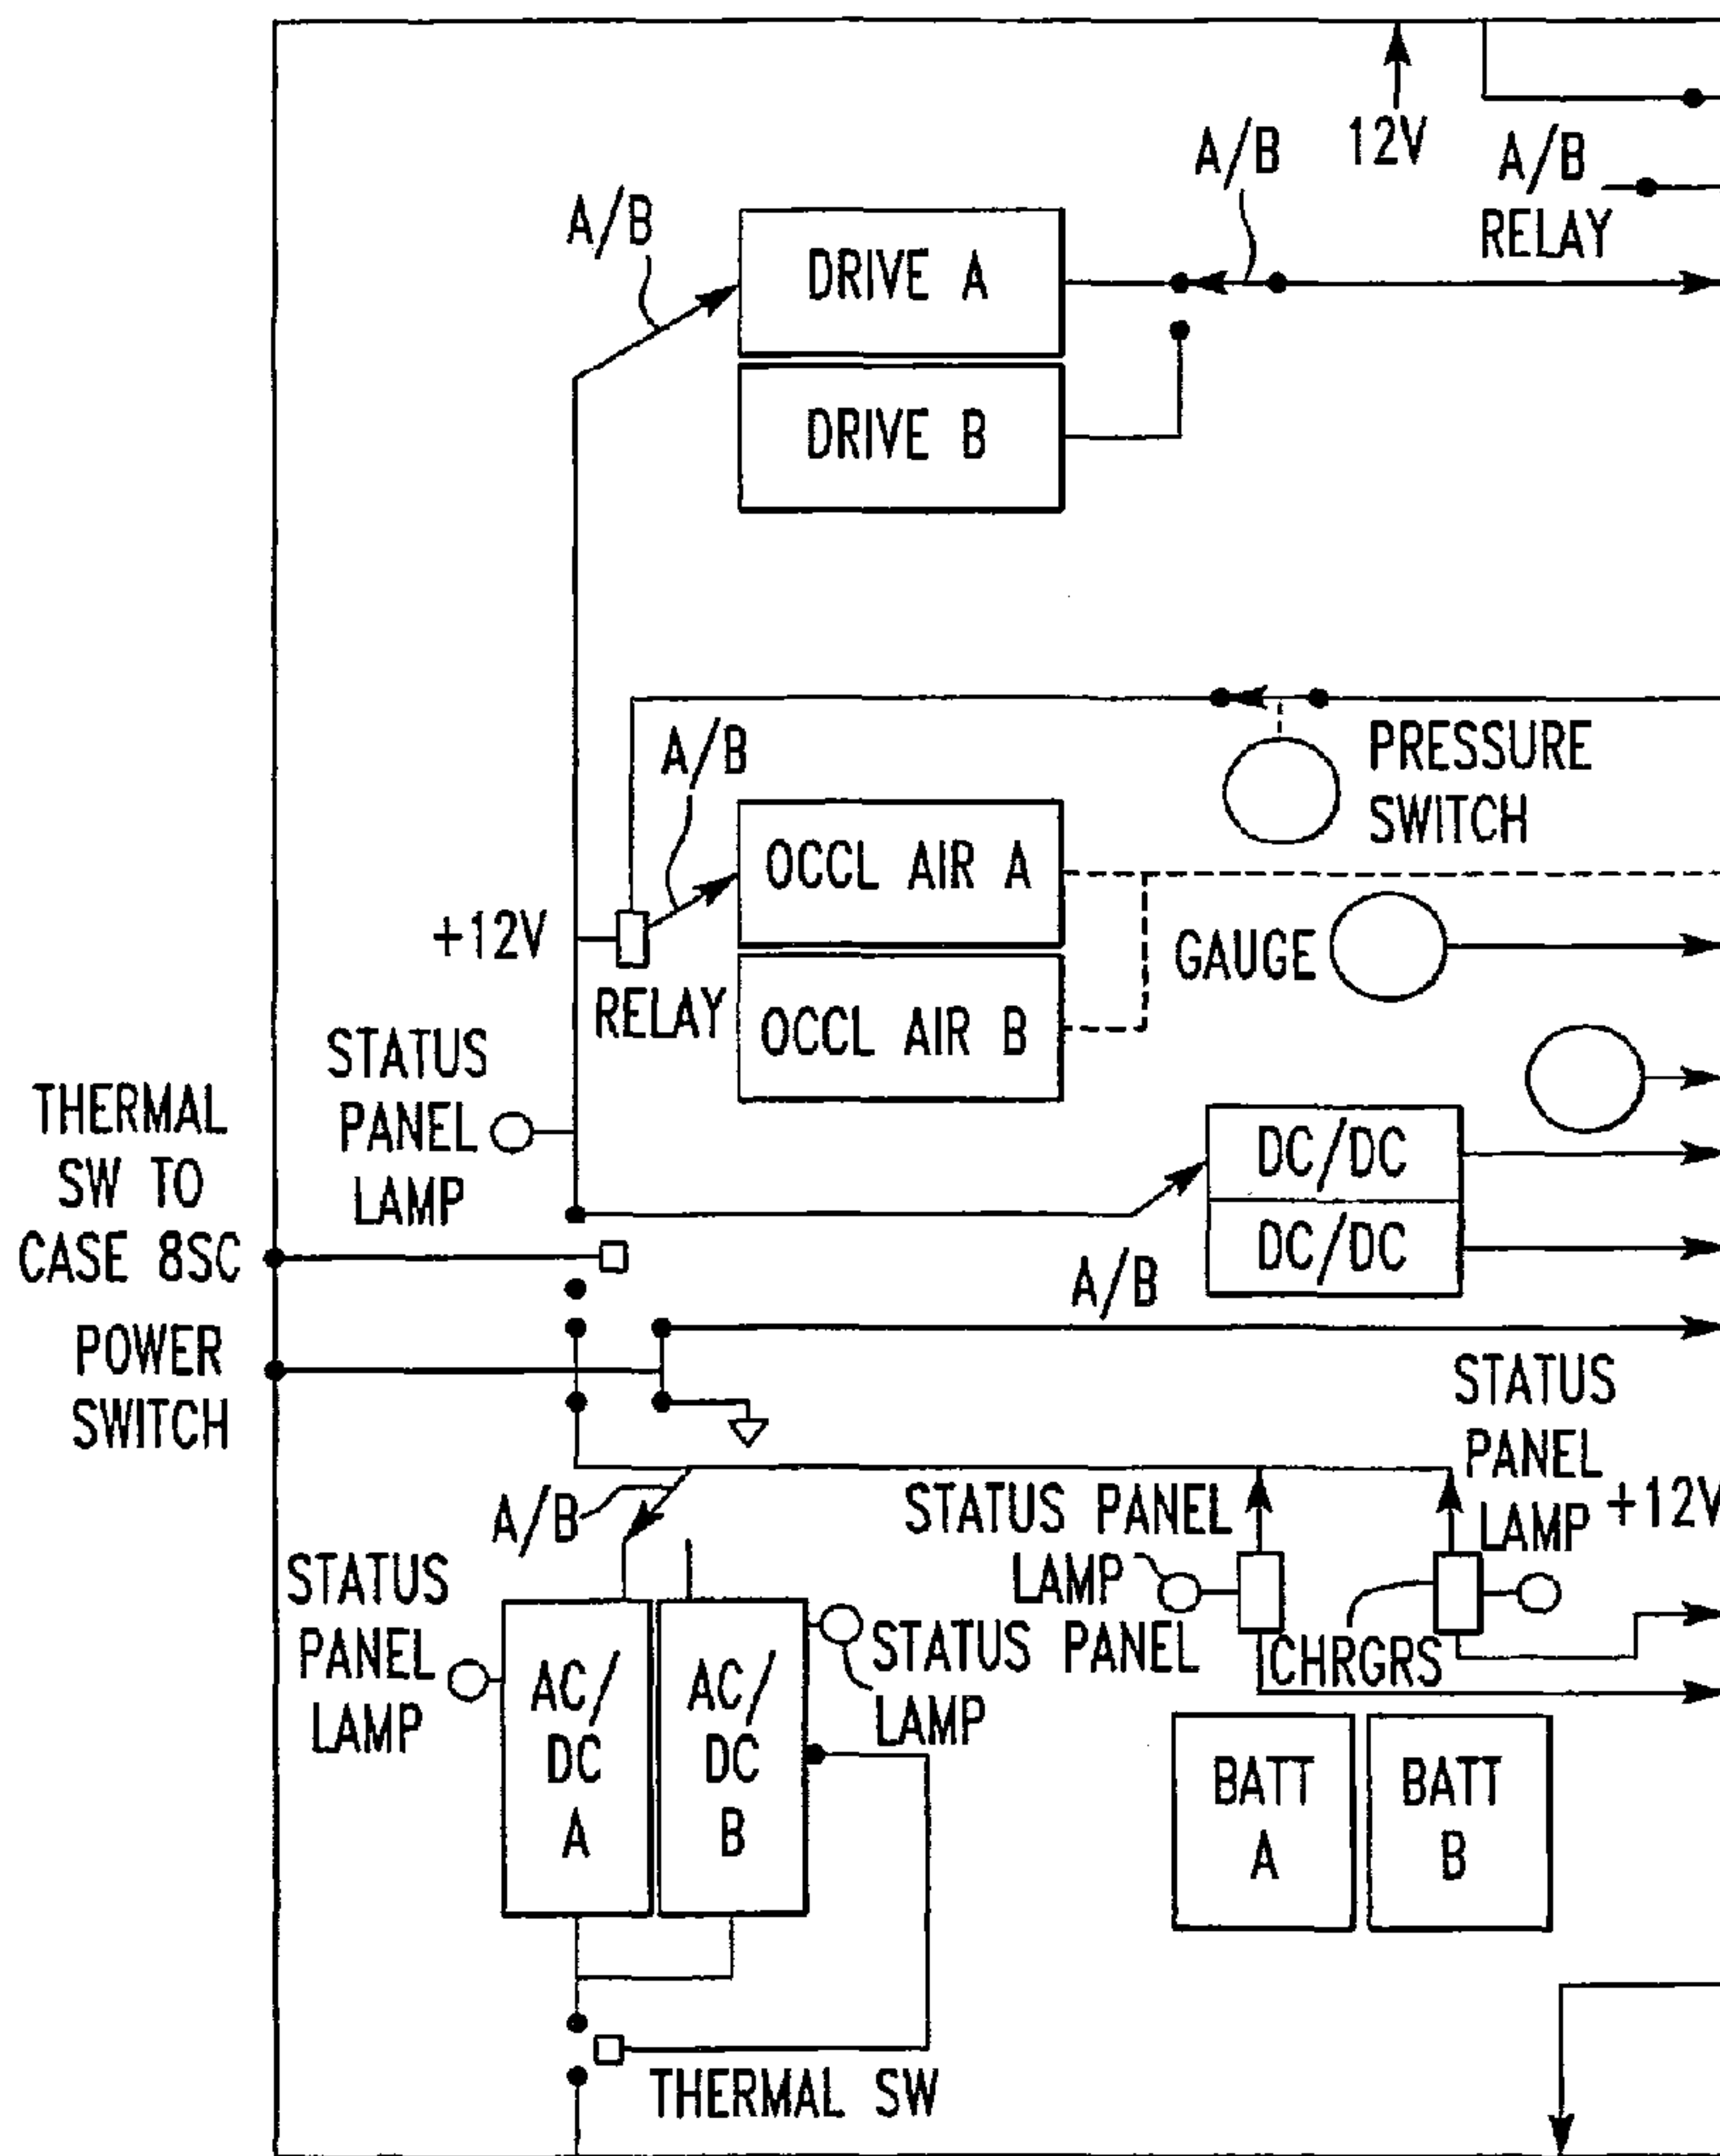 12V
A/B
A/B
RELAY
A/B
DRIVE A
DRIVE B
A/B
PRESSURE
SWITCH
OCCL AIR A
+12V
GAUGE
RELAY
OCCL AIR B
STATUS
PANEL
LAMP
THERMAL
SW TO
CASE 8SC
DC/DC
DC/DC
A/B
POWER
SWITCH
STATUS
PANEL
LAMP
+12V
A/B
STATUS PANEL
LAMP
STATUS
PANEL
LAMP
STATUS PANEL
LAMP
CHRGRS
AC/
DC
A
AC/
DC
B
BATT
A
BATT
B
THERMAL SW